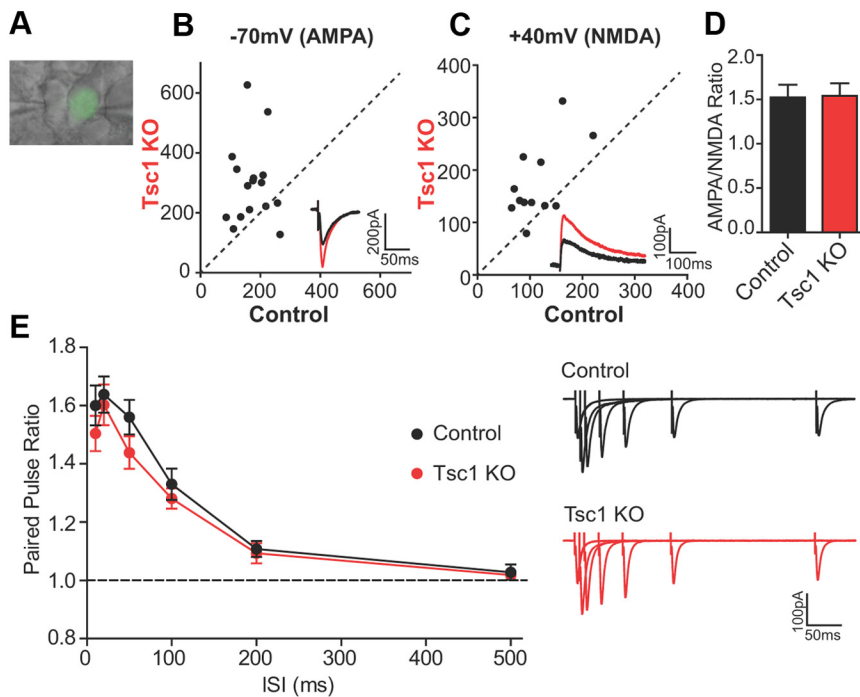 A
B
-70mV (AMPA)
Tsc1 KO
600
400
200
0
0
200
400
600
Control
200pA
50ms
C
+40mV (NMDA)
Tsc1 KO
400
300
200
100
0
0
100
200
300
400
Control
100pA
100ms
D
AMPA/NMDA Ratio
2.0
1.5
1.0
0.5
0.0
Control
Tsc1 KO
E
Paired Pulse Ratio
1.8
1.6
1.4
1.2
1.0
0.8
0
100
200
300
400
500
ISI (ms)
Control
Tsc1 KO
Control
Tsc1 KO
100pA
50ms